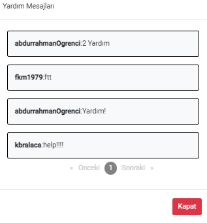 Yardım Mesajları
abdurrahmanOgrenci:2 Yardım
fkm1979:ftt
abdurrahmanOgrenci:Yardım!
kbralaca:help!!!!
« Önceki 1 Sonraki »
Kapat